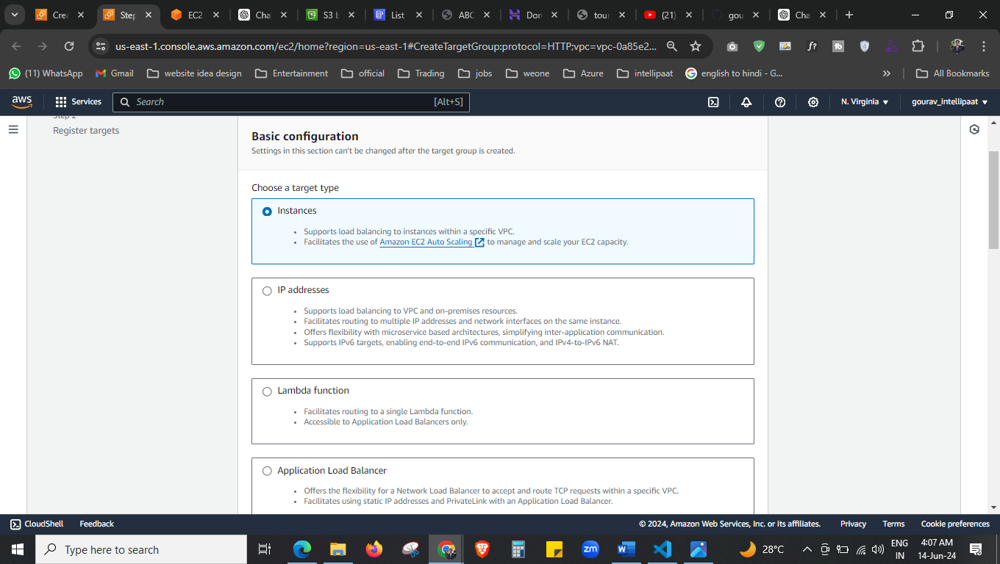 Crea
Step
EC2
Chat
S3 b
List
ABC
Don
tour
(21)
gou
Cha
us-east-1.console.aws.amazon.com/ec2/home?region=us-east-1#CreateTargetGroup:protocol=HTTP;vpc=vpc-0a85e2...
f?
tb
(11) WhatsApp
Gmail
website idea design
Entertainment
official
Trading
jobs
weone
Azure
intellipaat
english to hindi - G...
»
All Bookmarks
aws
Services
Search
[Alt+S]
N. Virginia
gourav_intellipaat
Step 2
Register targets
Basic configuration
Settings in this section can't be changed after the target group is created.
Choose a target type
Instances
• Supports load balancing to instances within a specific VPC.
• Facilitates the use of Amazon EC2 Auto Scaling to manage and scale your EC2 capacity.
IP addresses
• Supports load balancing to VPC and on-premises resources.
• Facilitates routing to multiple IP addresses and network interfaces on the same instance.
• Offers flexibility with microservice based architectures, simplifying inter-application communication.
• Supports IPv6 targets, enabling end-to-end IPv6 communication, and IPv4-to-IPv6 NAT.
Lambda function
• Facilitates routing to a single Lambda function.
• Accessible to Application Load Balancers only.
Application Load Balancer
• Offers the flexibility for a Network Load Balancer to accept and route TCP requests within a specific VPC.
• Facilitates using static IP addresses and PrivateLink with an Application Load Balancer.
CloudShell
Feedback
© 2024, Amazon Web Services, Inc. or its affiliates.
Privacy
Terms
Cookie preferences
Type here to search
zm
28°C
ENG
IN
4:07 AM
14-Jun-24